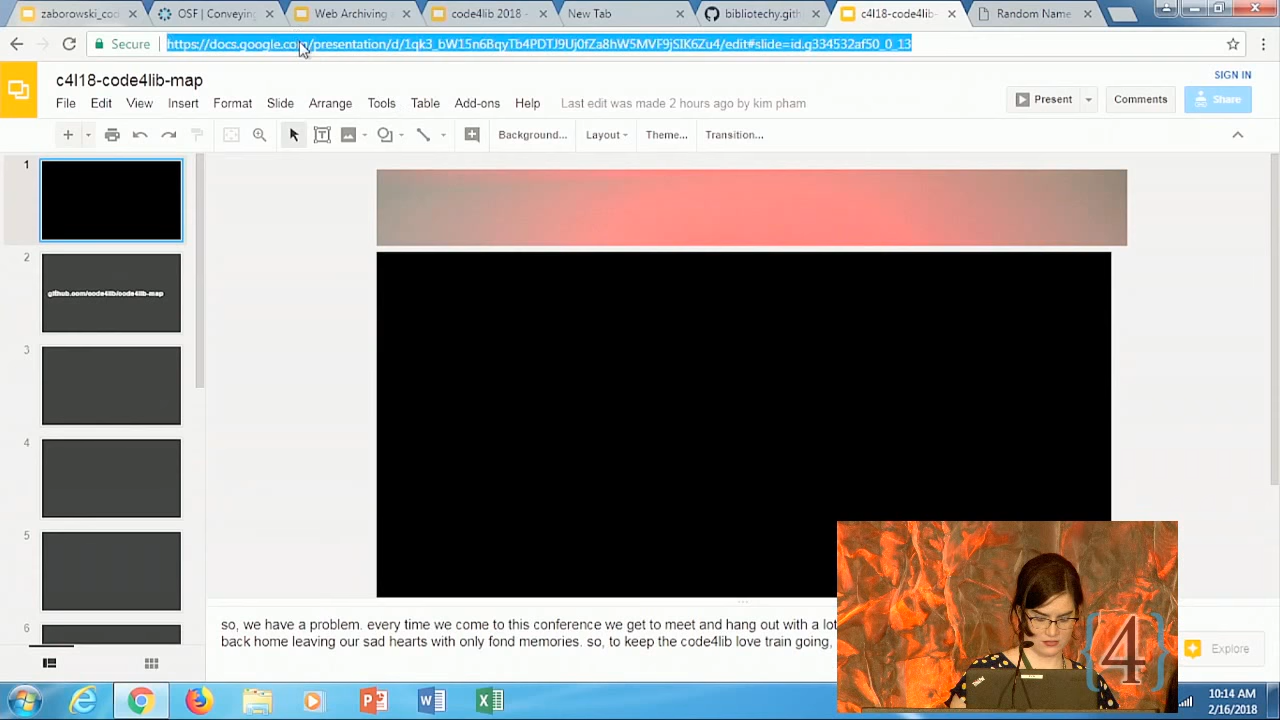 zaborowski_coc
OSF | Conveying
Web Archiving
code4lib 2018 -
New Tab
bibliotechy.gith
c4l18-code4lib-
Random Name
Secure
https://docs.google.com/presentation/d/1qk3_bW15n6BqyTb4PDTJ9Uj0fZa8hW5MVF9jSIK6Zu4/edit#slide=id.g334532af50_0_13
c4l18-code4lib-map
SIGN IN
File Edit View Insert Format Slide Arrange Tools Table Add-ons Help Last edit was made 2 hours ago by kim pham
Present
Comments
Share
Background...
Layout
Theme...
Transition...
1
2
github.com/code4lib/code4lib-map
3
4
5
6
so, we have a problem. every time we come to this conference we get to meet and hang out with a lot
back home leaving our sad hearts with only fond memories. so, to keep the code4lib love train going,
{4}
Explore
10:14 AM
2/16/2018